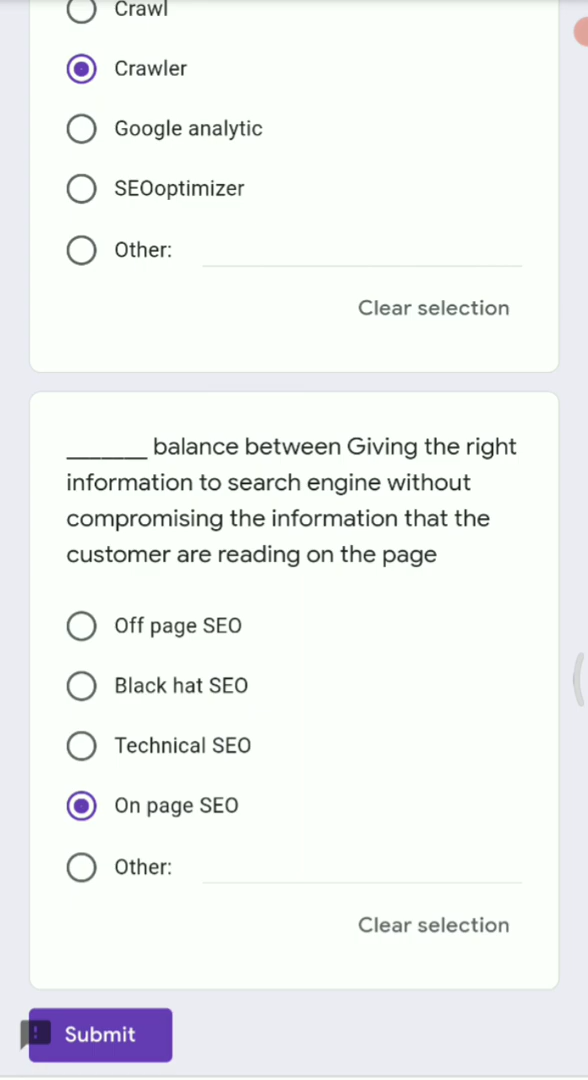 Crawl
Crawler
Google analytic
SEOoptimizer
Other:
Clear selection
_______ balance between Giving the right
information to search engine without
compromising the information that the
customer are reading on the page
Off page SEO
Black hat SEO
Technical SEO
On page SEO
Other:
Clear selection
!
Submit